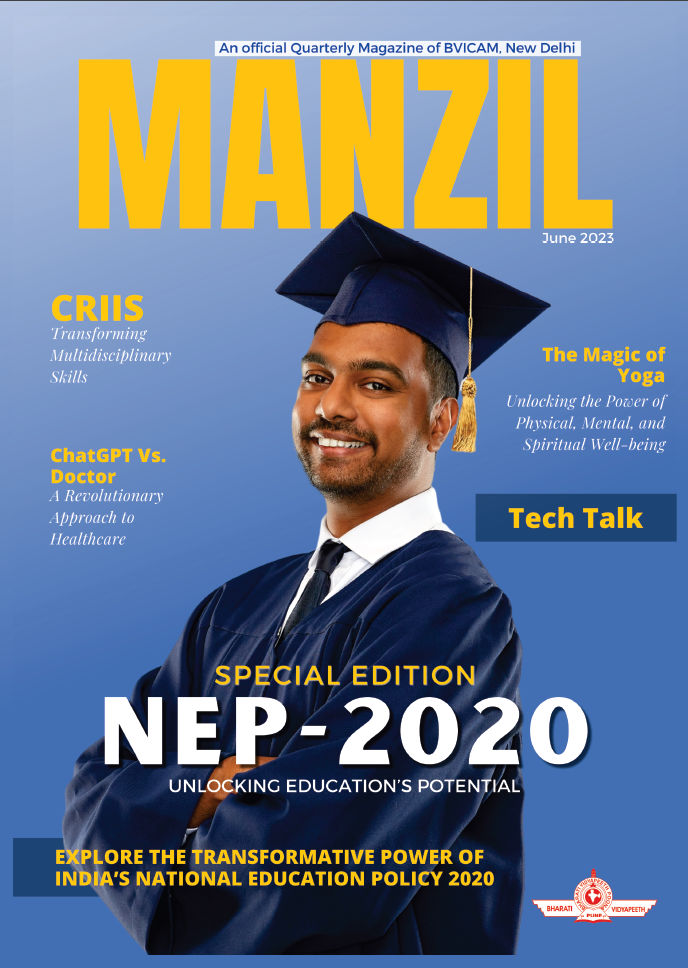 An official Quarterly Magazine of BVICAM, New Delhi
MANZIL
June 2023
CRIIS
Transforming
Multidisciplinary
Skills
The Magic of
Yoga
Unlocking the Power of
Physical, Mental, and
Spiritual Well-being
ChatGPT Vs.
Doctor
A Revolutionary
Approach to
Healthcare
Tech Talk
SPECIAL EDITION
NEP-2020
UNLOCKING EDUCATION'S POTENTIAL
EXPLORE THE TRANSFORMATIVE POWER OF
INDIA'S NATIONAL EDUCATION POLICY 2020
BHARATI VIDYAPEETH
PUNE